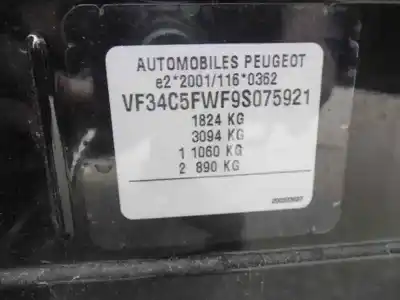 AUTOMOBILES PEUGEOT
e2*2001/116*0362
VF34C5FWF9S075921
1824 KG
3094 KG
1 1060 KG
2 890 KG